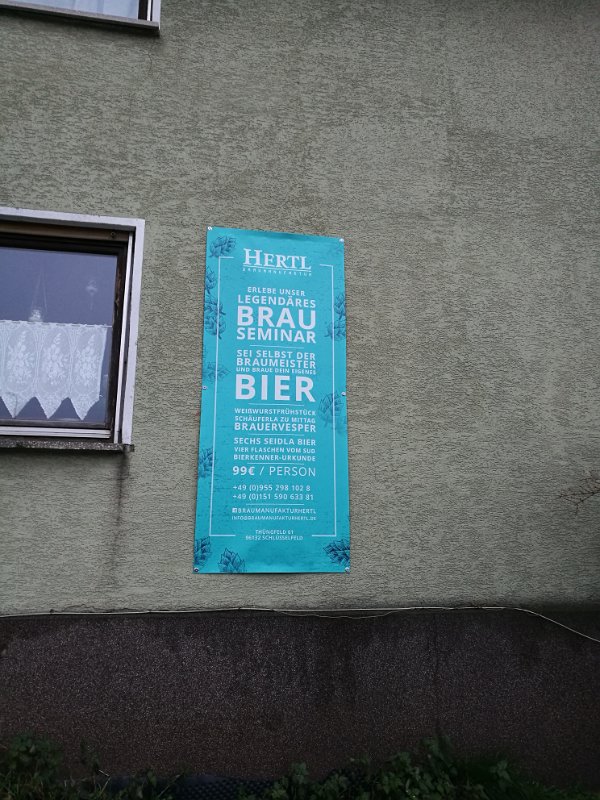 HERTL
BRAUMANUFAKTUR
ERLEBE UNSER
LEGENDÄRES
BRAU
SEMINAR
SEI SELBST DER
BRAUMEISTER
UND BRAUE DEIN EIGENES
BIER
WEIẞWURSTFRÜHSTÜCK
SCHÄUFERLA ZU MITTAG
BRAUERVESPER
SECHS SEIDLA BIER
VIER FLASCHEN VOM SUD
BIERKENNER-URKUNDE
99€ / PERSON
+49 (0)955 298 102 8
+49 (0)151 590 633 81
BRAUMANUFAKTURHERTL
INFO@BRAUMANUFAKTURHERTL.DE
THÜNGFELD 61
96132 SCHLÜSSELFELD